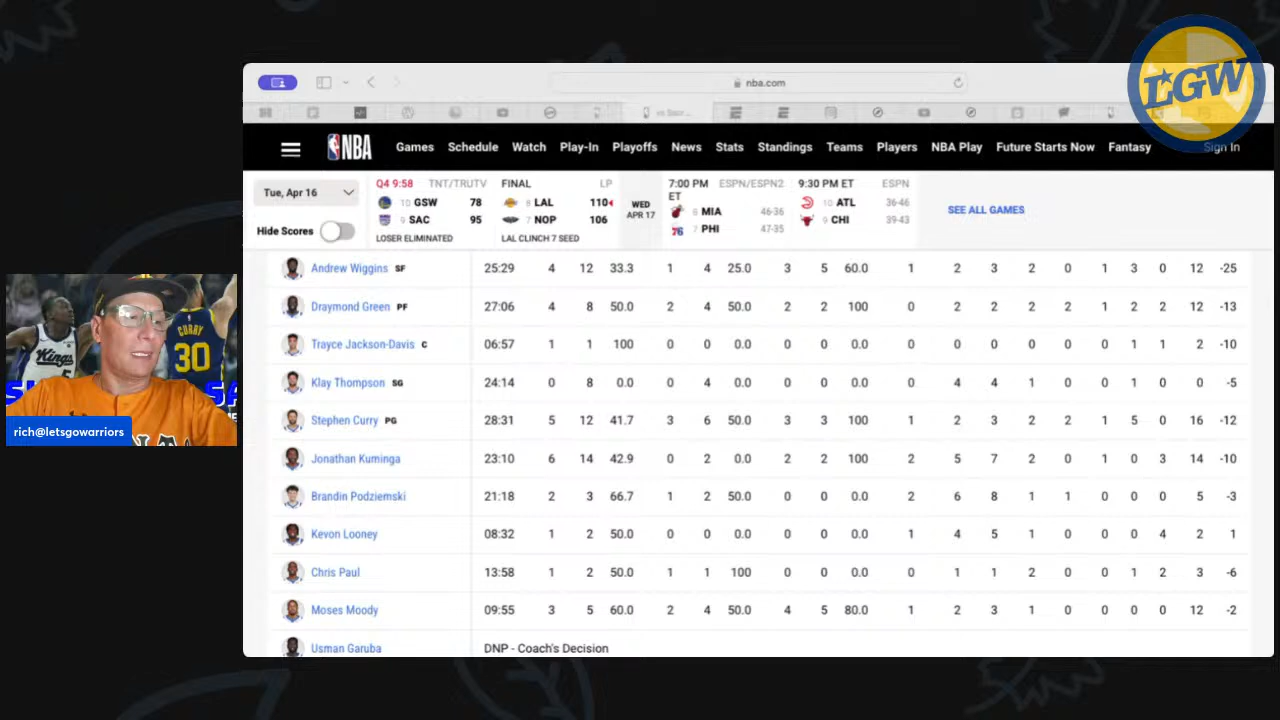 LGW
nba.com
vs Sacr...
NBA Games Schedule Watch Play-In Playoffs News Stats Standings Teams Players NBA Play Future Starts Now Fantasy Sign In
Tue, Apr 16
Hide Scores
Q4 9:58 TNT/TRUTV
10 GSW 78
9 SAC 95
LOSER ELIMINATED
FINAL LP
8 LAL 110
7 NOP 106
LAL CLINCH 7 SEED
WED
APR 17
7:00 PM ESPN/ESPN2
ET
8 MIA 46-36
7 PHI 47-35
9:30 PM ET ESPN
10 ATL 36-46
9 CHI 39-43
SEE ALL GAMES
Andrew Wiggins SF 25:29 4 12 33.3 1 4 25.0 3 5 60.0 1 2 3 2 0 1 3 0 12 -25
Draymond Green PF 27:06 4 8 50.0 2 4 50.0 2 2 100 0 2 2 2 2 1 2 2 12 -13
Trayce Jackson-Davis C 06:57 1 1 100 0 0 0.0 0 0 0.0 0 0 0 0 0 0 1 1 2 -10
Klay Thompson SG 24:14 0 8 0.0 0 4 0.0 0 0 0.0 0 4 4 1 0 0 1 0 0 -5
Stephen Curry PG 28:31 5 12 41.7 3 6 50.0 3 3 100 1 2 3 2 2 1 5 0 16 -12
Jonathan Kuminga 23:10 6 14 42.9 0 2 0.0 2 2 100 2 5 7 2 0 1 0 3 14 -10
Brandin Podziemski 21:18 2 3 66.7 1 2 50.0 0 0 0.0 2 6 8 1 1 0 0 0 5 -3
Kevon Looney 08:32 1 2 50.0 0 0 0.0 0 0 0.0 1 4 5 1 0 0 0 4 2 1
Chris Paul 13:58 1 2 50.0 1 1 100 0 0 0.0 0 1 1 2 0 0 1 2 3 -6
Moses Moody 09:55 3 5 60.0 2 4 50.0 4 5 80.0 1 2 3 1 0 0 0 0 12 -2
Usman Garuba DNP - Coach's Decision
Kings
CURRY
30
rich@letsgowarriors